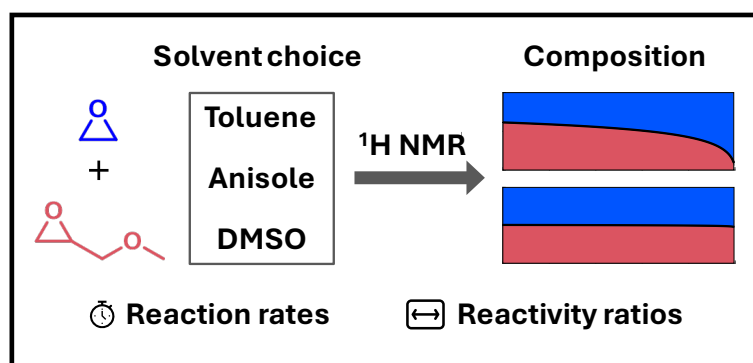 Solvent choice
Composition
O
+
O
O
Toluene
Anisole
DMSO
¹H NMR
Reaction rates
Reactivity ratios